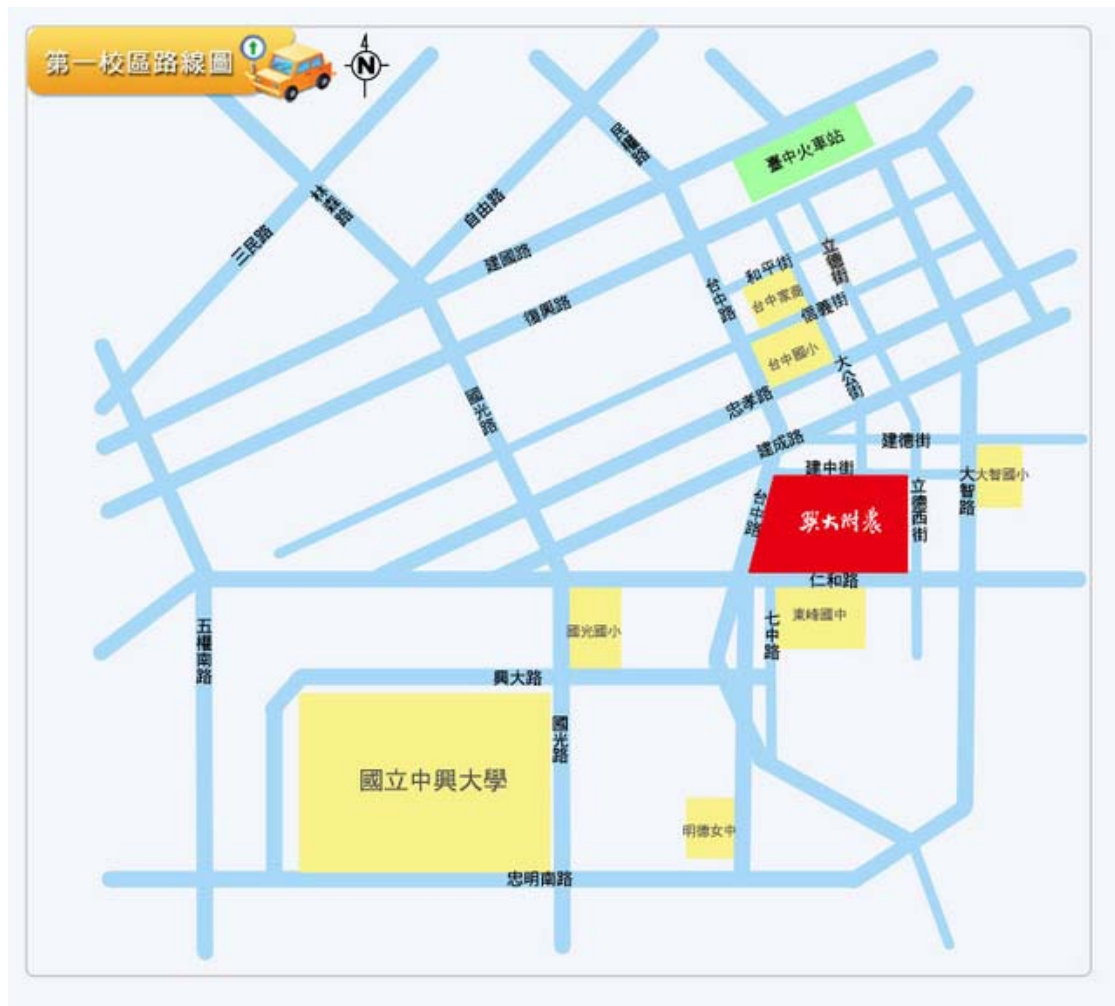 第一校區路線圖
4
N
民權路
臺中火車站
林森路
自由路
三民路
建國路
立德街
和平街
台中路
台中家商
復興路
信義街
台中國小
大公街
國光路
忠孝路
建成路
建德街
建中街
大智路
大智國小
台中路
興大附農
立德西街
仁和路
五權南路
國光國小
七中路
東峰國中
興大路
國光路
國立中興大學
明德女中
忠明南路